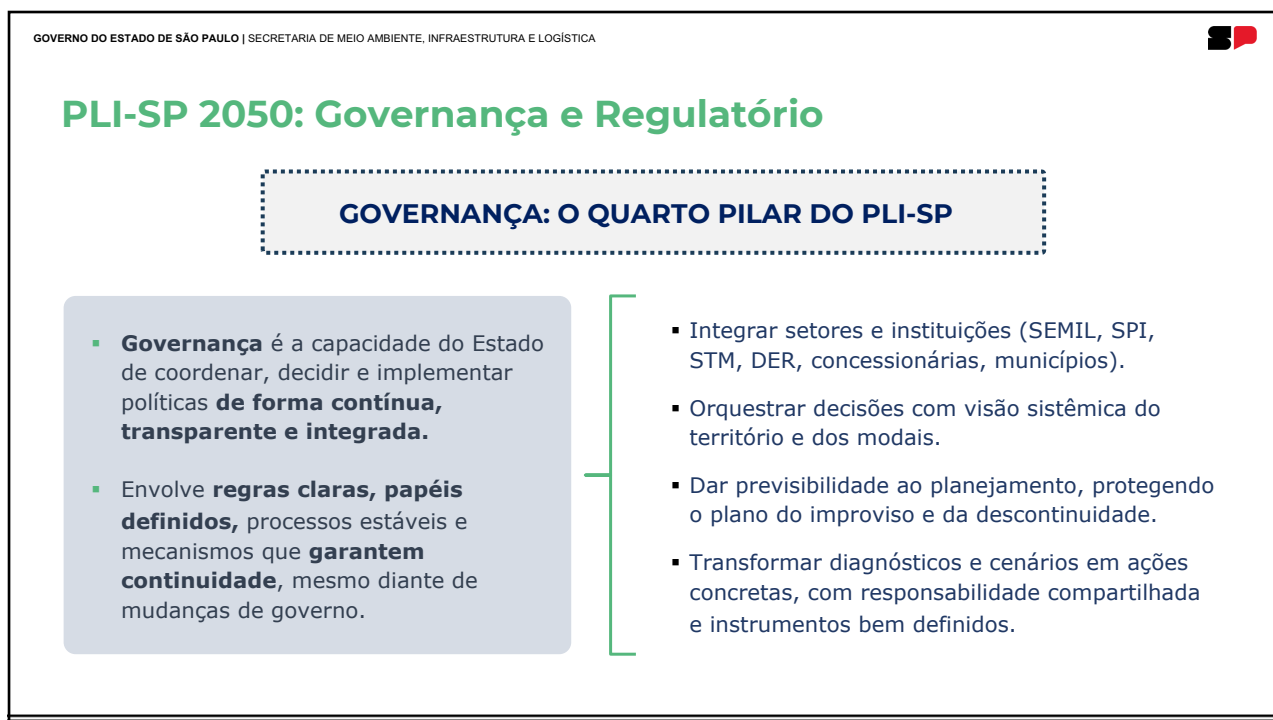 GOVERNO DO ESTADO DE SÃO PAULO | SECRETARIA DE MEIO AMBIENTE, INFRAESTRUTURA E LOGÍSTICA
SP
PLI-SP 2050: Governança e Regulatório
GOVERNANÇA: O QUARTO PILAR DO PLI-SP
▪ Governança é a capacidade do Estado
de coordenar, decidir e implementar
políticas de forma contínua,
transparente e integrada.
▪ Envolve regras claras, papéis
definidos, processos estáveis e
mecanismos que garantem
continuidade, mesmo diante de
mudanças de governo.
▪ Integrar setores e instituições (SEMIL, SPI,
STM, DER, concessionárias, municípios).
▪ Orquestrar decisões com visão sistêmica do
território e dos modais.
▪ Dar previsibilidade ao planejamento, protegendo
o plano do improviso e da descontinuidade.
▪ Transformar diagnósticos e cenários em ações
concretas, com responsabilidade compartilhada
e instrumentos bem definidos.